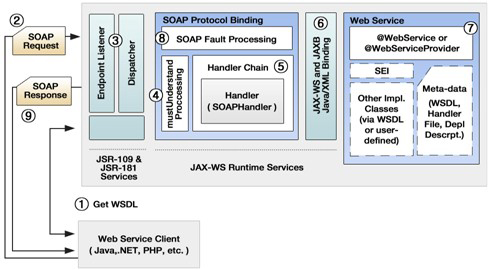 ②
SOAP
Request
SOAP
Response
⑨
Endpoint Listener
③
Dispatcher
SOAP Protocol Binding
⑧
SOAP Fault Processing
④
mustUnderstand
Proccessing
Handler Chain
⑤
Handler
( SOAPHandler )
⑥
JAX-WS and JAXB
Java/XML Binding
Web Service
⑦
@WebService or
@WebServiceProvider
SEI
Other Impl.
Classes
(via WSDL
or user-
defined)
Meta-data
(WSDL,
Handler
File, Depl
Descrpt.)
JSR-109 &
JSR-181
Services
JAX-WS Runtime Services
① Get WSDL
Web Service Client
( Java,.NET, PHP, etc. )